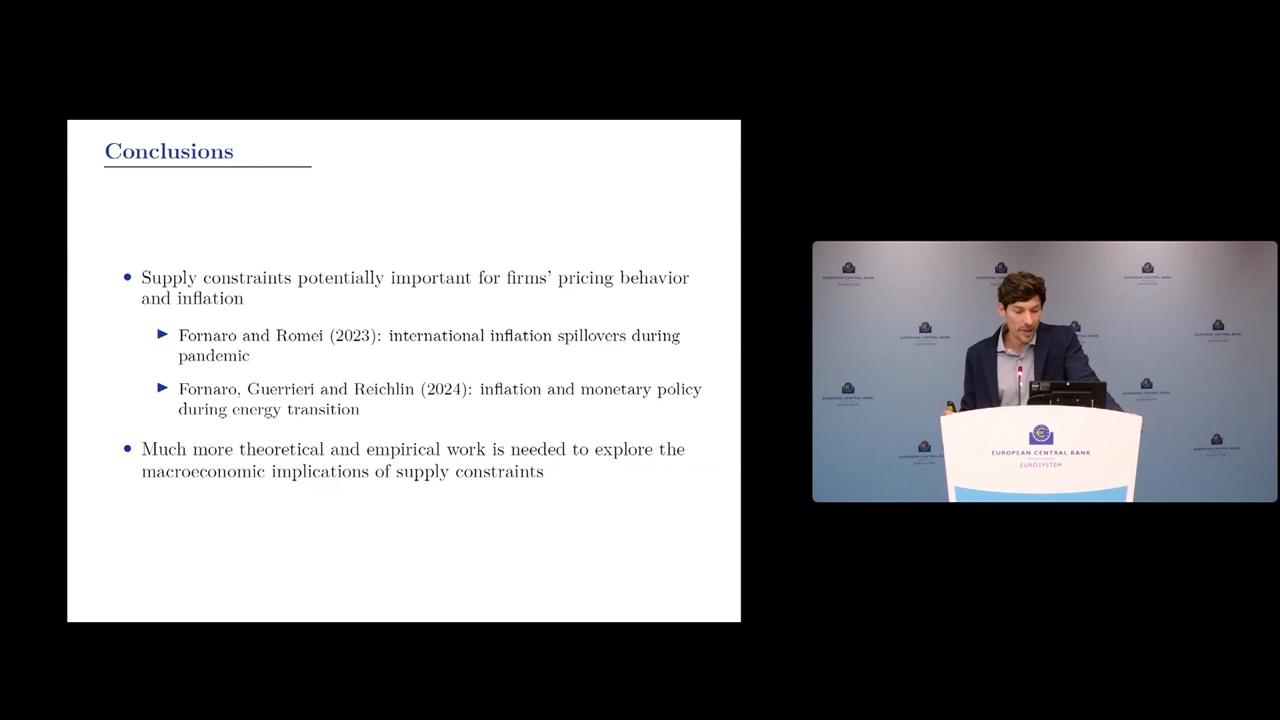 Conclusions
Supply constraints potentially important for firms' pricing behavior
and inflation
Fornaro and Romei (2023): international inflation spillovers during
pandemic
Fornaro, Guerrieri and Reichlin (2024): inflation and monetary policy
during energy transition
Much more theoretical and empirical work is needed to explore the
macroeconomic implications of supply constraints
EUROPEAN CENTRAL BANK
EUROSYSTEM